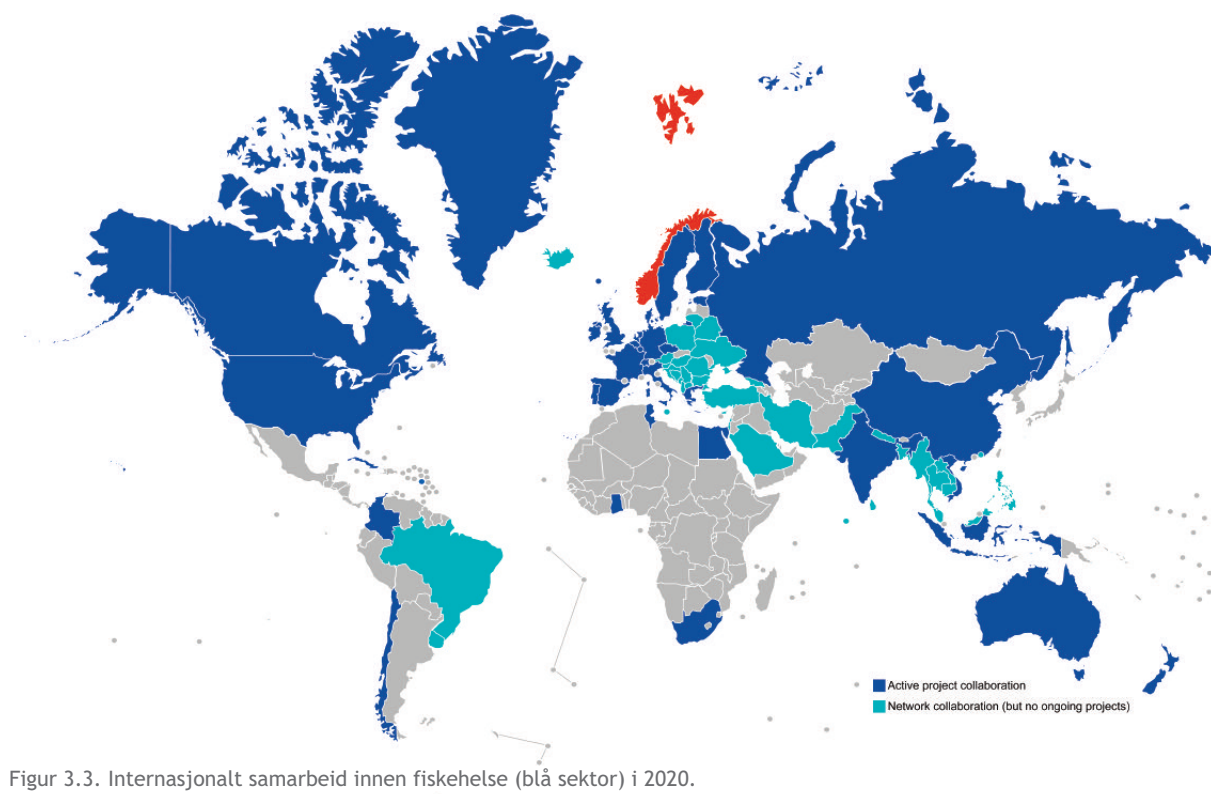 Active project collaboration
Network collaboration (but no ongoing projects)
Figur 3.3. Internasjonalt samarbeid innen fiskehelse (blå sektor) i 2020.